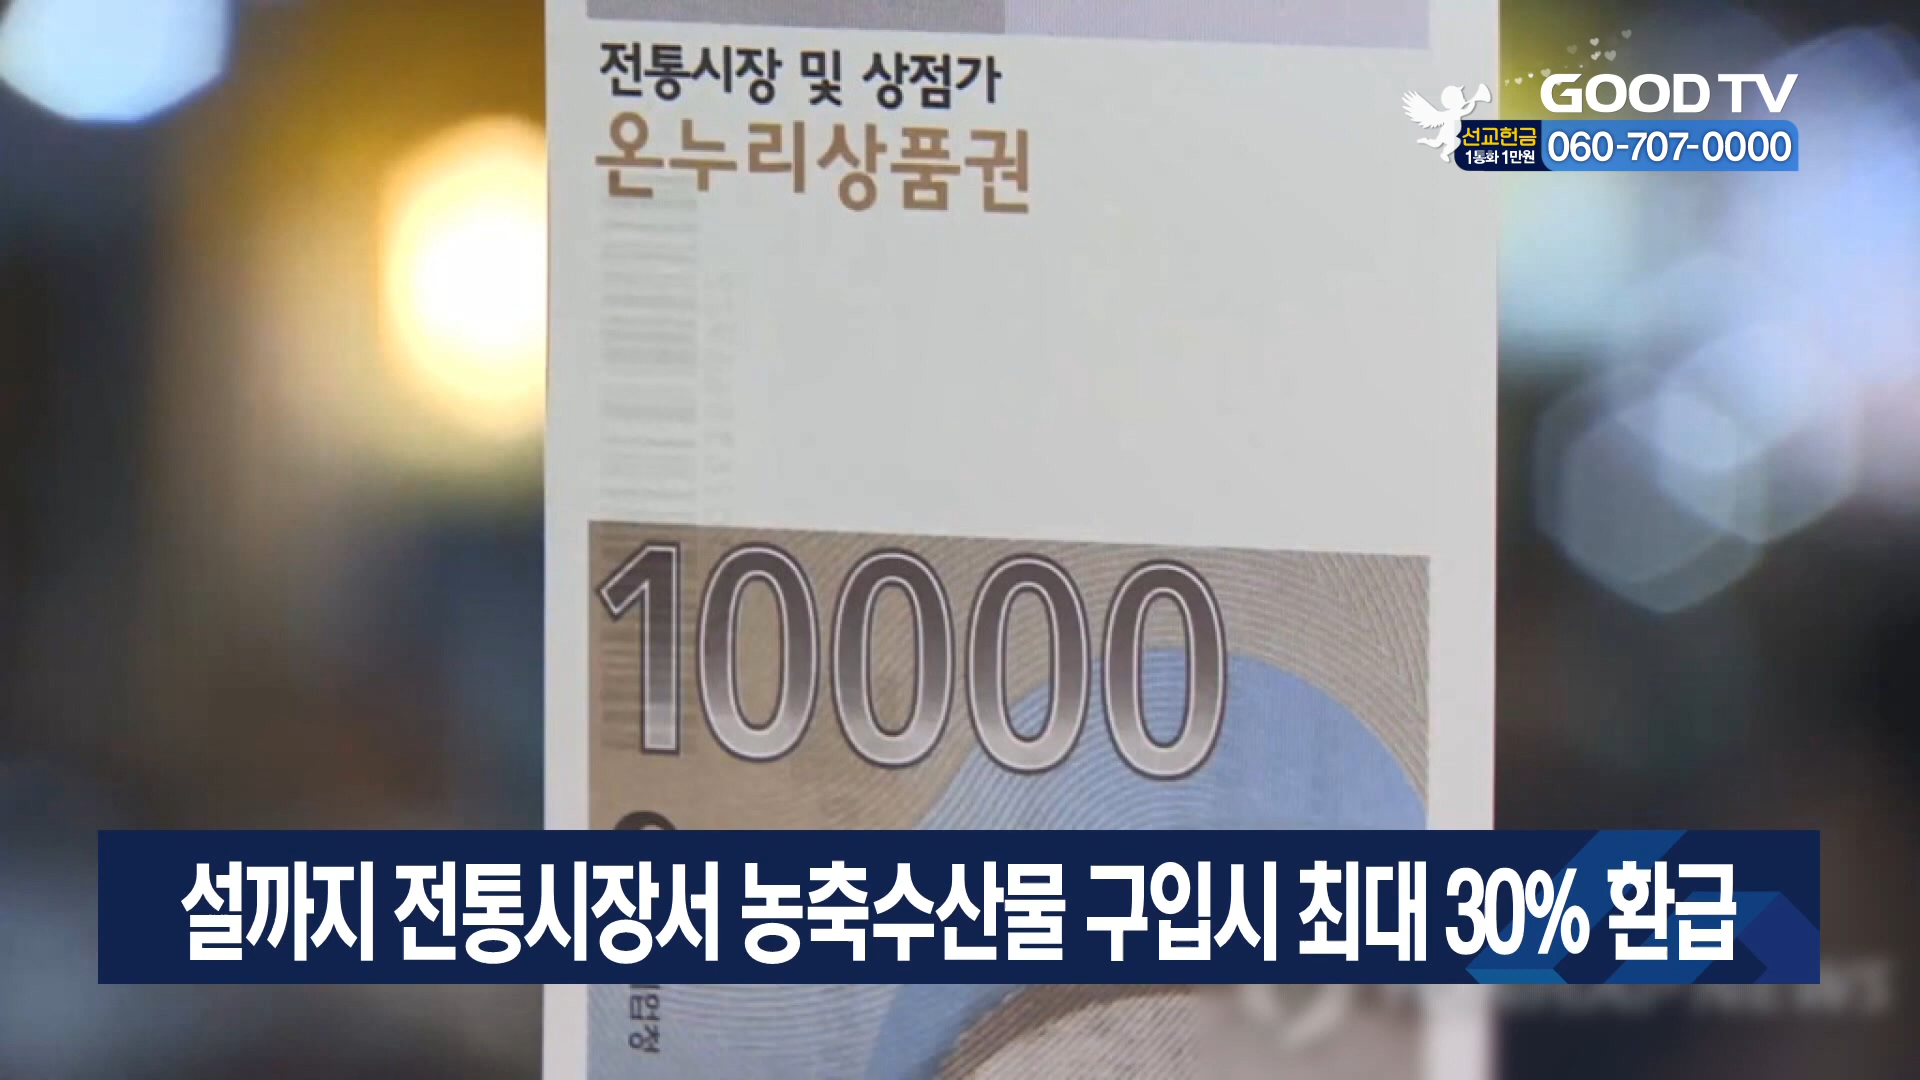 전통시장 및 상점가
온누리상품권
GOOD TV
선교헌금
1통화 1만원
060-707-0000
10000
설까지 전통시장서 농축수산물 구입시 최대 30% 환급
NEWS